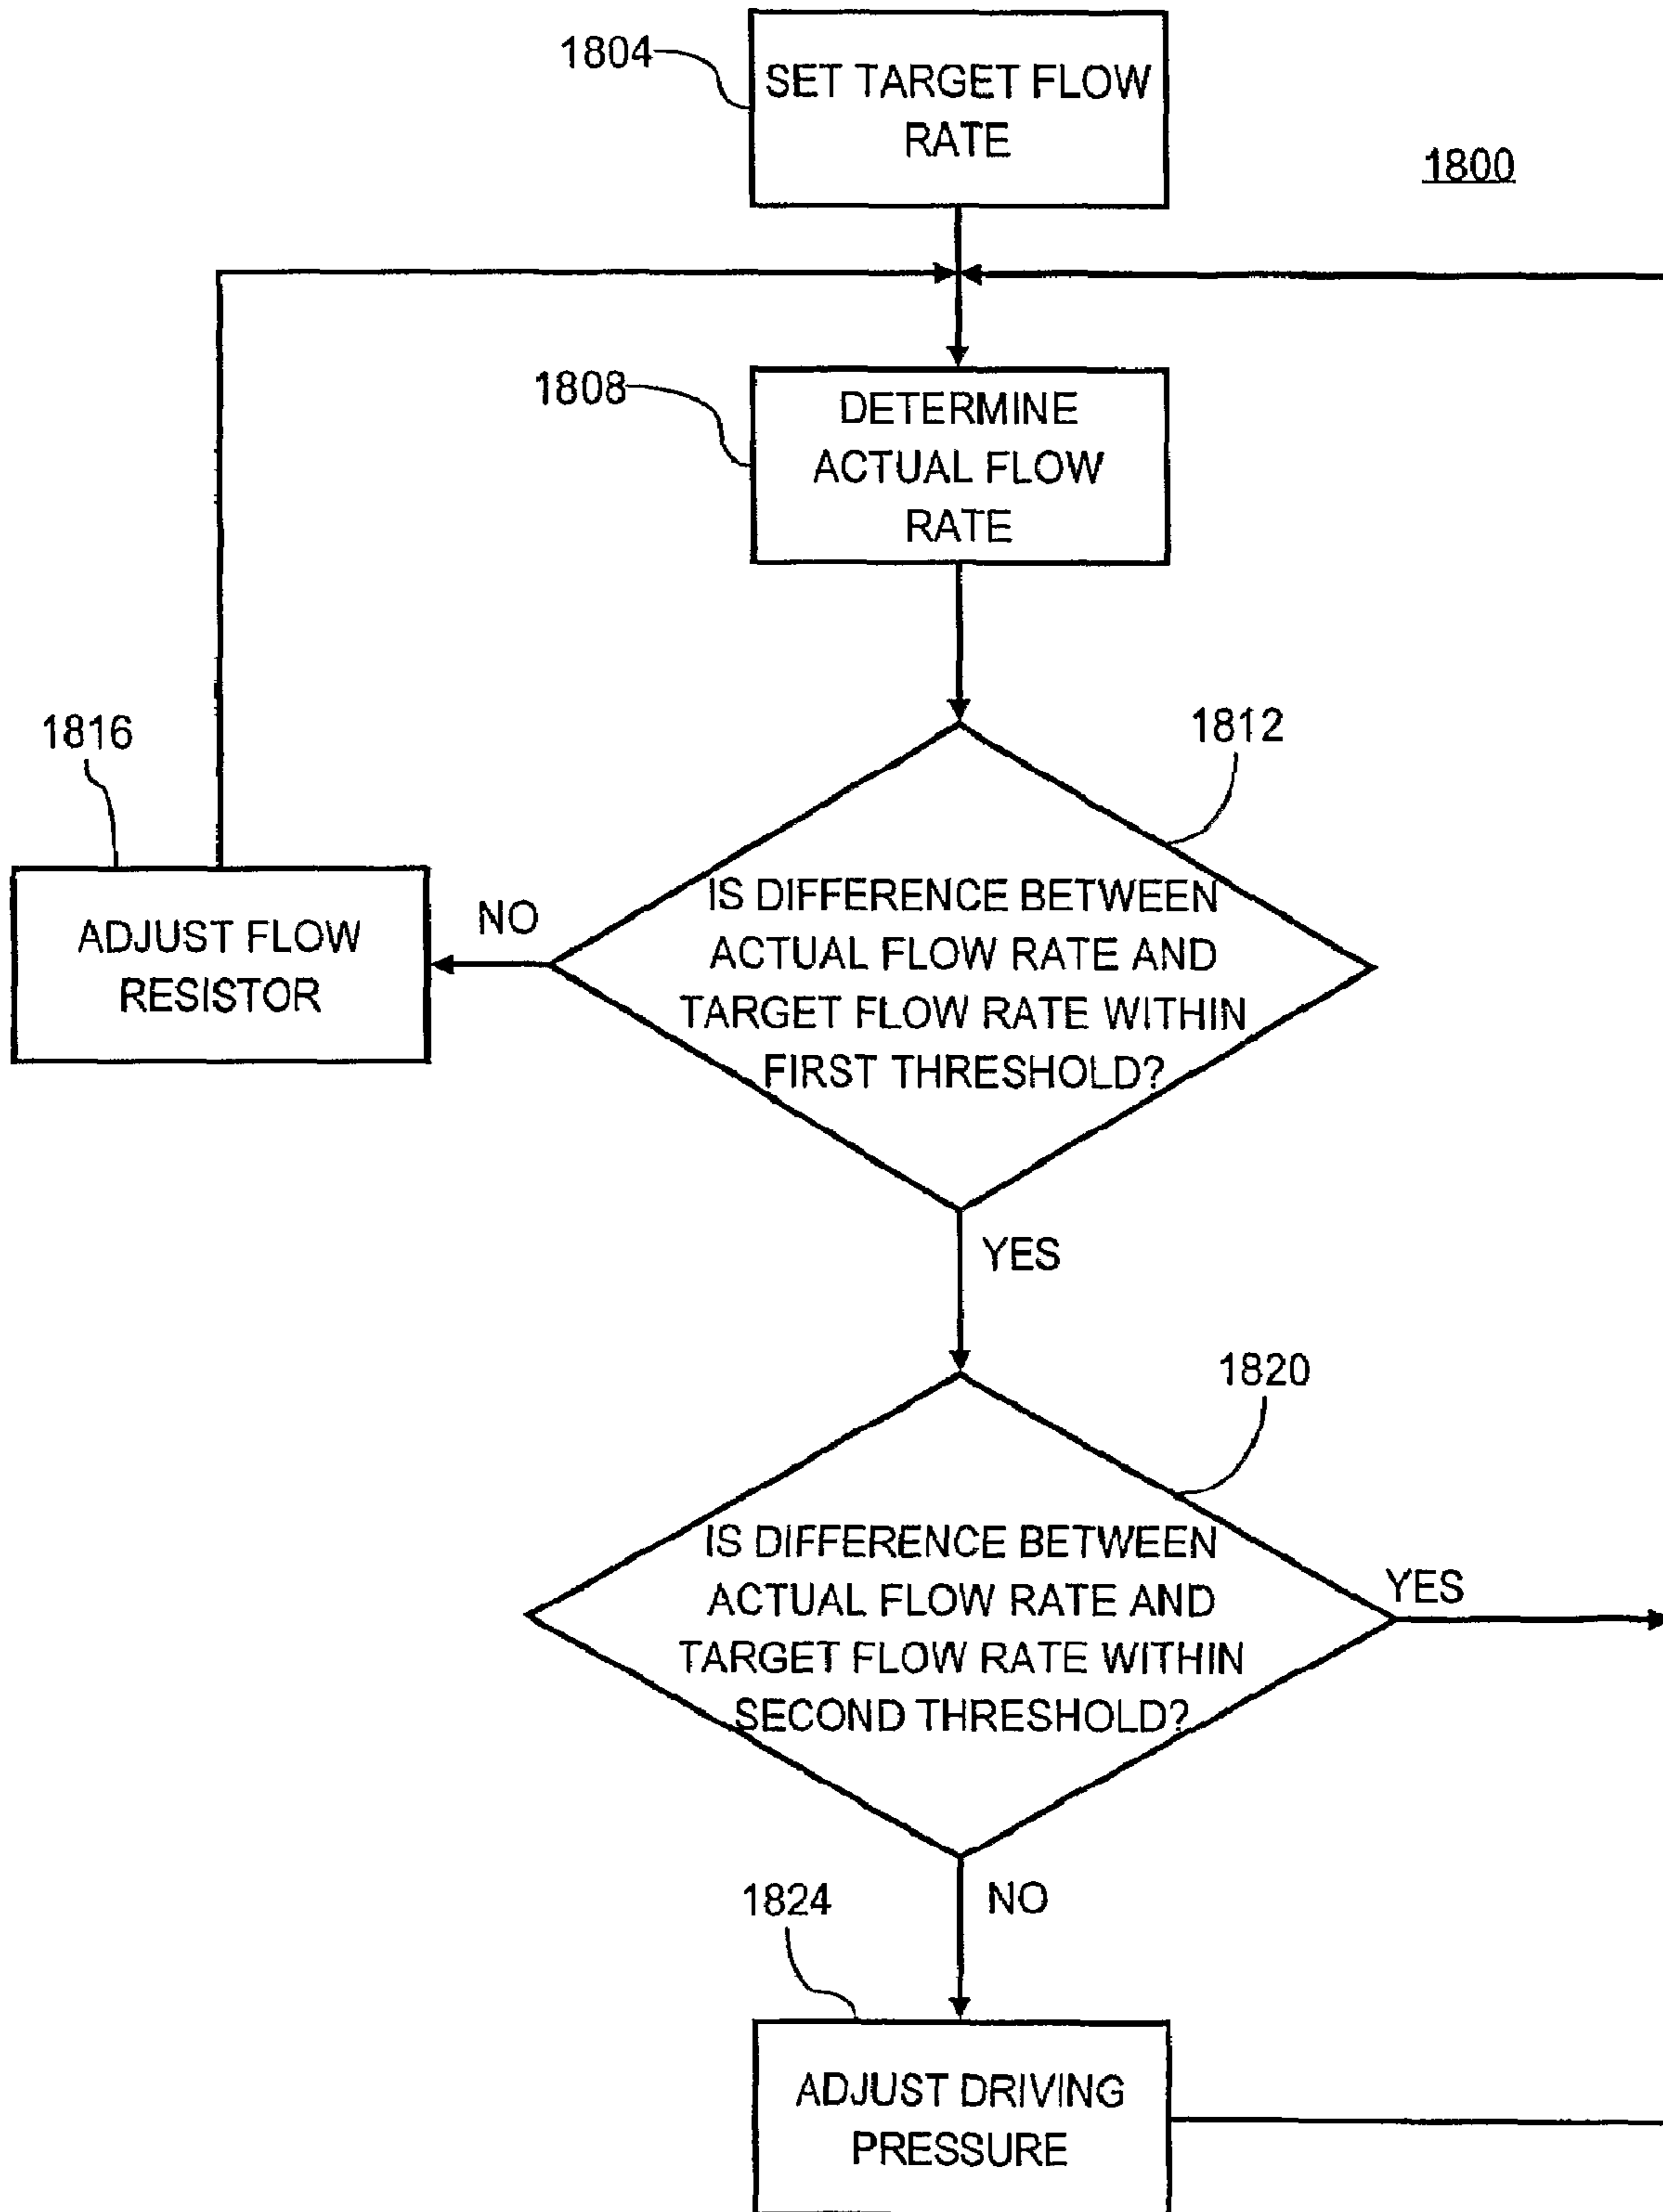 1804
SET TARGET FLOW
RATE
1800
1808
DETERMINE
ACTUAL FLOW
RATE
1812
1816
IS DIFFERENCE BETWEEN
ACTUAL FLOW RATE AND
TARGET FLOW RATE WITHIN
FIRST THRESHOLD?
NO
ADJUST FLOW
RESISTOR
YES
1820
IS DIFFERENCE BETWEEN
ACTUAL FLOW RATE AND
TARGET FLOW RATE WITHIN
SECOND THRESHOLD?
YES
NO
1824
ADJUST DRIVING
PRESSURE